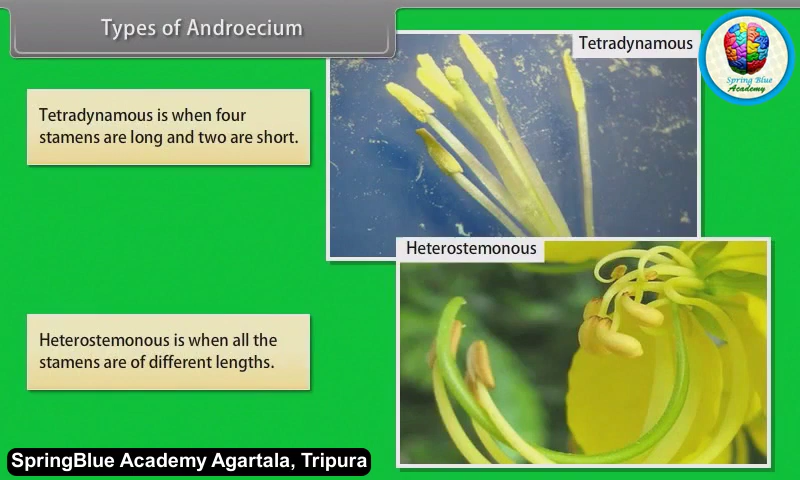 Types of Androecium
Tetradynamous
Spring Blue
Academy
Tetradynamous is when four
stamens are long and two are short.
Heterostemonous
Heterostemonous is when all the
stamens are of different lengths.
SpringBlue Academy Agartala, Tripura